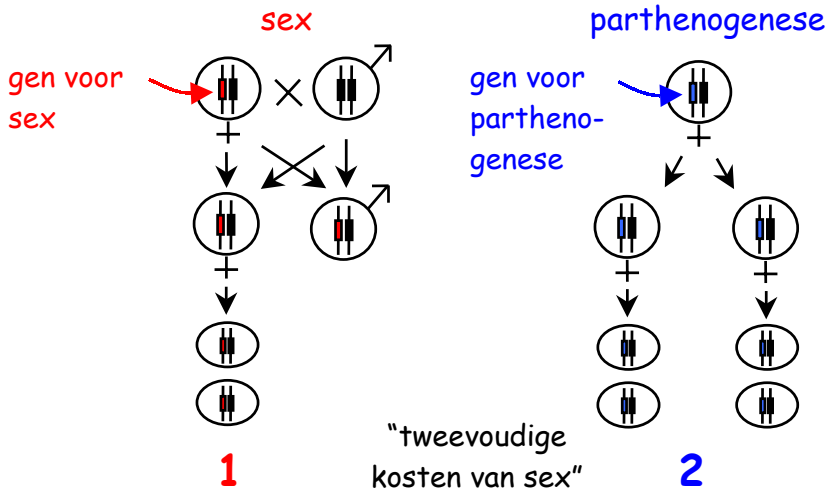 sex
gen voor
sex
1
parthenogenese
gen voor
partheno-
genese
2
“tweevoudige
kosten van sex”